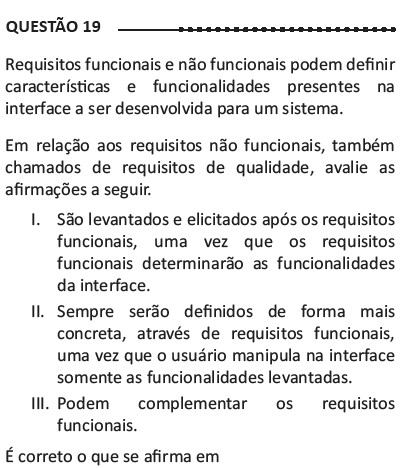 QUESTÃO 19
Requisitos funcionais e não funcionais podem definir
características e funcionalidades presentes na
interface a ser desenvolvida para um sistema.
Em relação aos requisitos não funcionais, também
chamados de requisitos de qualidade, avalie as
afirmações a seguir.
I. São levantados e elicitados após os requisitos
funcionais, uma vez que os requisitos
funcionais determinarão as funcionalidades
da interface.
II. Sempre serão definidos de forma mais
concreta, através de requisitos funcionais,
uma vez que o usuário manipula na interface
somente as funcionalidades levantadas.
III. Podem complementar os requisitos
funcionais.
É correto o que se afirma em